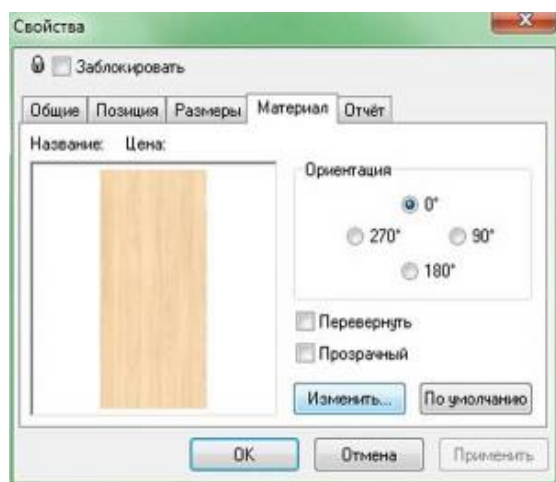 Свойства
Заблокировать
Общие Позиция Размеры Материал Отчёт
Название: Цена:
Ориентация
0°
270° 90°
180°
Перевернуть
Прозрачный
Изменить... По умолчанию
OK Отмена Применить